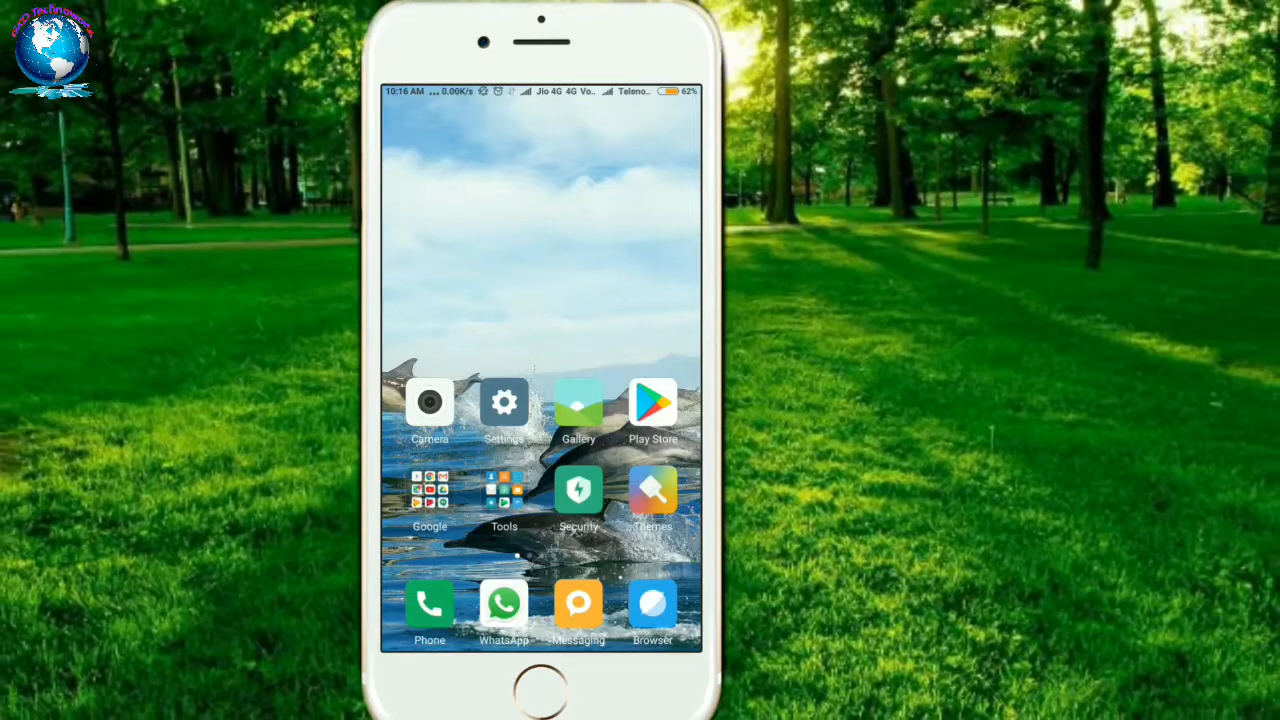 Technoworld
10:16 AM ... 0.00K/s Jio 4G 4G Vo.. Teleno.. 62%
Camera Settings Gallery Play Store
Google Tools Security Themes
Phone WhatsApp Messaging Browser